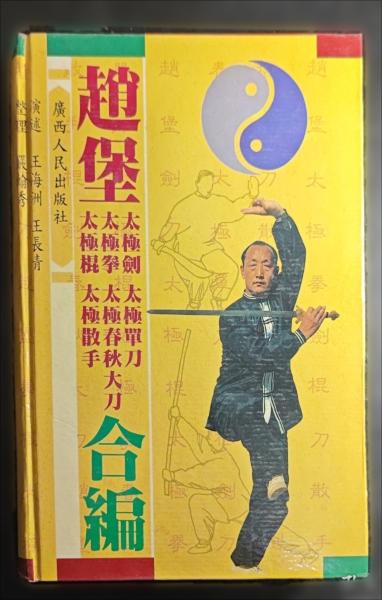 趙堡
太極劍 太極單刀
太極拳 太極春秋大刀
太極棍 太極散手
合編
廣西人民出版社
演述 王海洲 王長青
整理